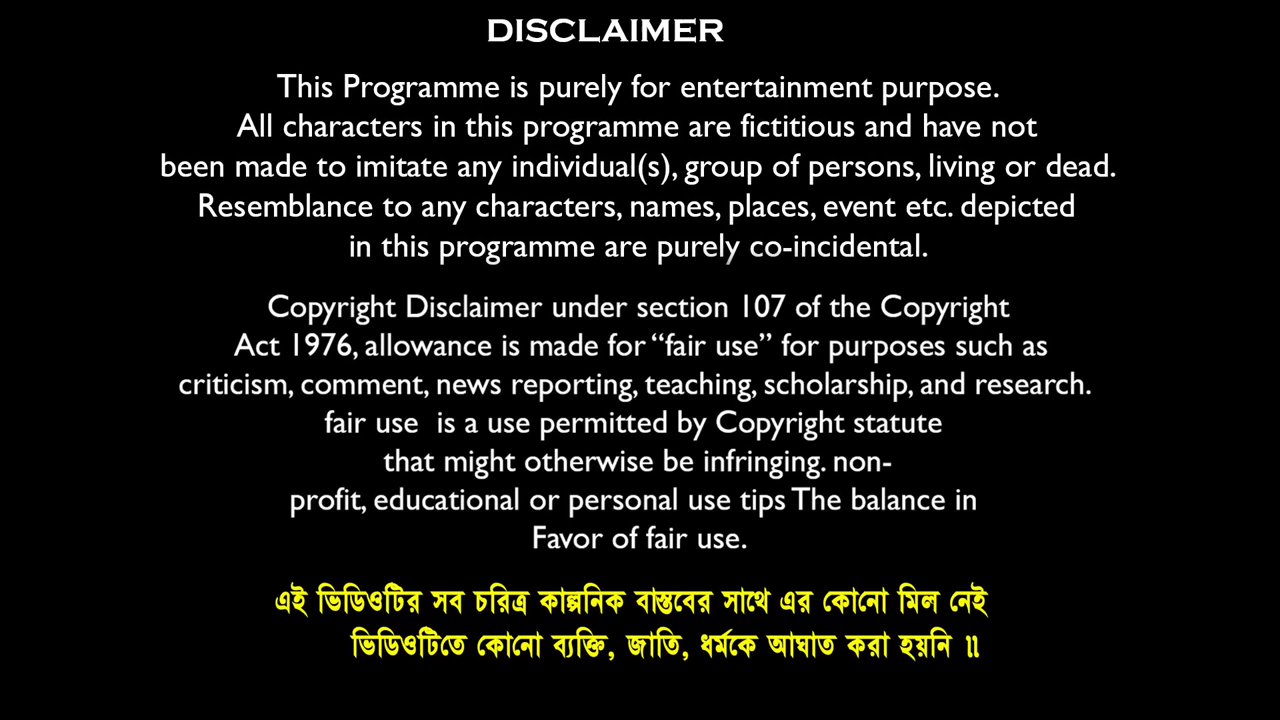 DISCLAIMER
This Programme is purely for entertainment purpose.
All characters in this programme are fictitious and have not
been made to imitate any individual(s), group of persons, living or dead.
Resemblance to any characters, names, places, event etc. depicted
in this programme are purely co-incidental.
Copyright Disclaimer under section 107 of the Copyright
Act 1976, allowance is made for “fair use” for purposes such as
criticism, comment, news reporting, teaching, scholarship, and research.
fair use  is a use permitted by Copyright statute
that might otherwise be infringing. non-
profit, educational or personal use tips The balance in
Favor of fair use.
এই ভিডিওটির সব চরিত্র কাল্পনিক বাস্তবের সাথে এর কোনো মিল নেই
ভিডিওটিতে কোনো ব্যক্তি, জাতি, ধর্মকে আঘাত করা হয়নি ॥